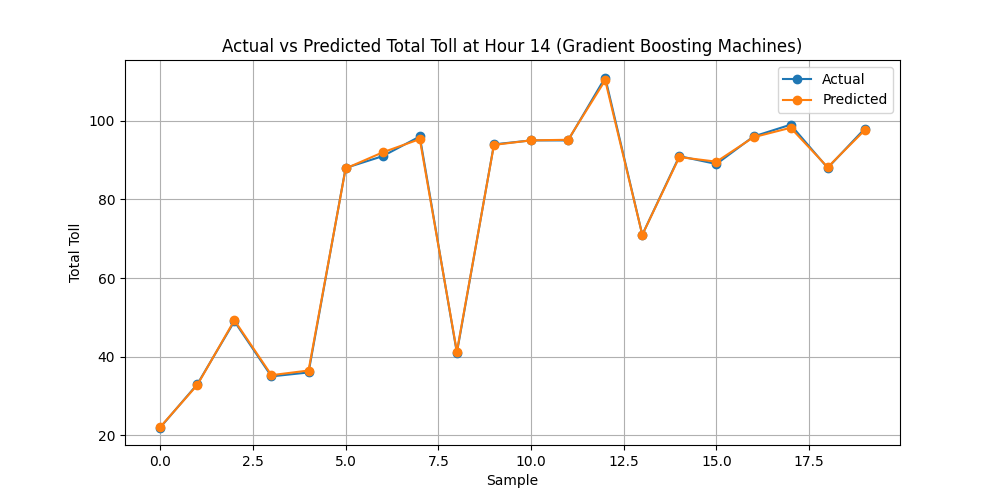 Actual vs Predicted Total Toll at Hour 14 (Gradient Boosting Machines)
Actual
Predicted
Total Toll
100
80
60
40
20
0.0 2.5 5.0 7.5 10.0 12.5 15.0 17.5
Sample